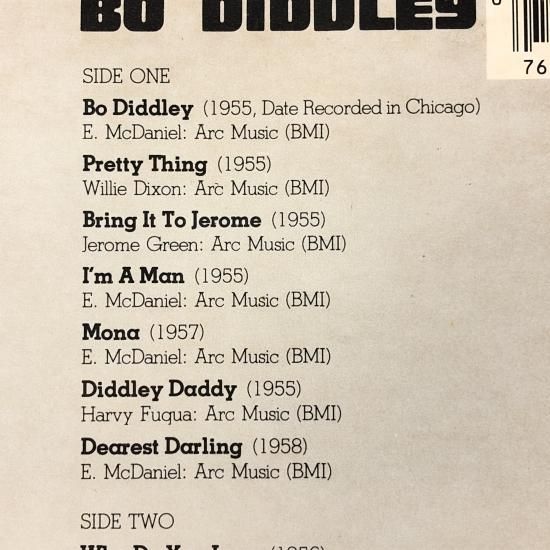 BO DIDDLEY
0
76
SIDE ONE
Bo Diddley (1955, Date Recorded in Chicago)
E. McDaniel: Arc Music (BMI)
Pretty Thing (1955)
Willie Dixon: Arc Music (BMI)
Bring It To Jerome (1955)
Jerome Green: Arc Music (BMI)
I'm A Man (1955)
E. McDaniel: Arc Music (BMI)
Mona (1957)
E. McDaniel: Arc Music (BMI)
Diddley Daddy (1955)
Harvy Fuqua: Arc Music (BMI)
Dearest Darling (1958)
E. McDaniel: Arc Music (BMI)
SIDE TWO